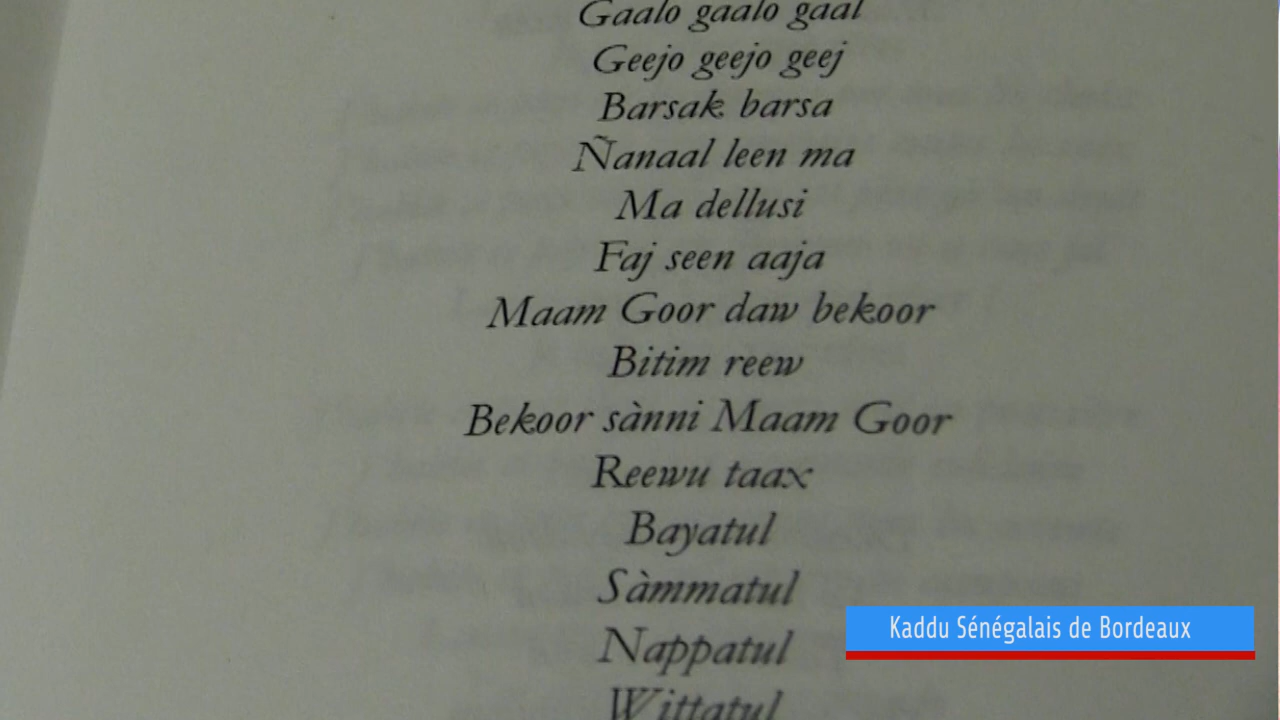 Gaalo gaalo gaal
Geejo geejo geej
Barsak barsa
Ñanaal leen ma
Ma dellusi
Faj seen aaja
Maam Goor daw bekoor
Bitim reew
Bekoor sànni Maam Goor
Reewu taax
Bayatul
Sàmmatul
Nappatul
Wittatul
Kaddu Sénégalais de Bordeaux